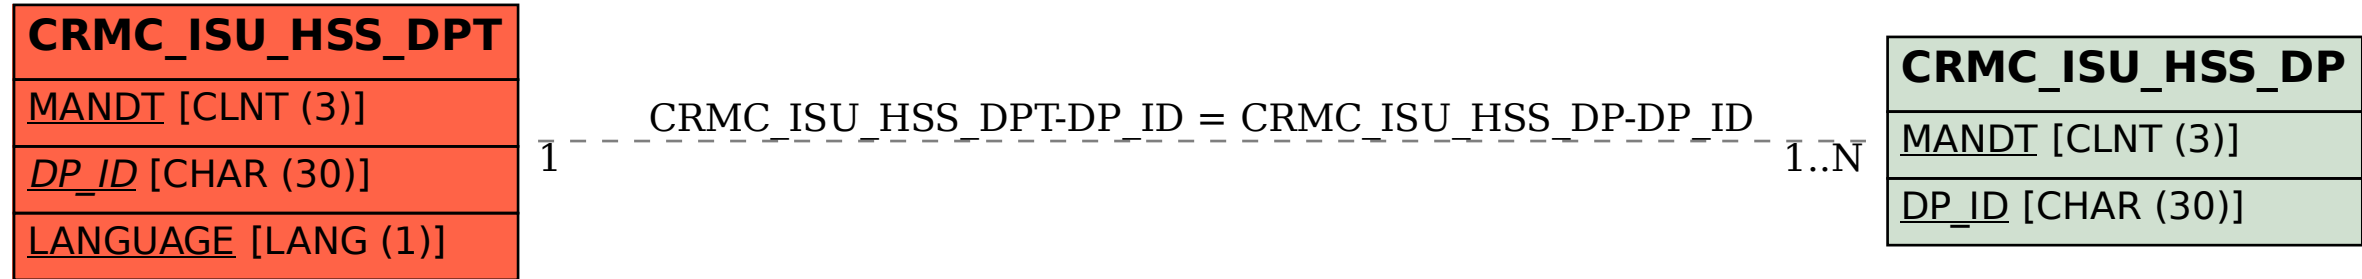 CRMC_ISU_HSS_DPT
MANDT [CLNT (3)]
DP_ID [CHAR (30)]
LANGUAGE [LANG (1)]
CRMC_ISU_HSS_DPT-DP_ID = CRMC_ISU_HSS_DP-DP_ID
1
1..N
CRMC_ISU_HSS_DP
MANDT [CLNT (3)]
DP_ID [CHAR (30)]